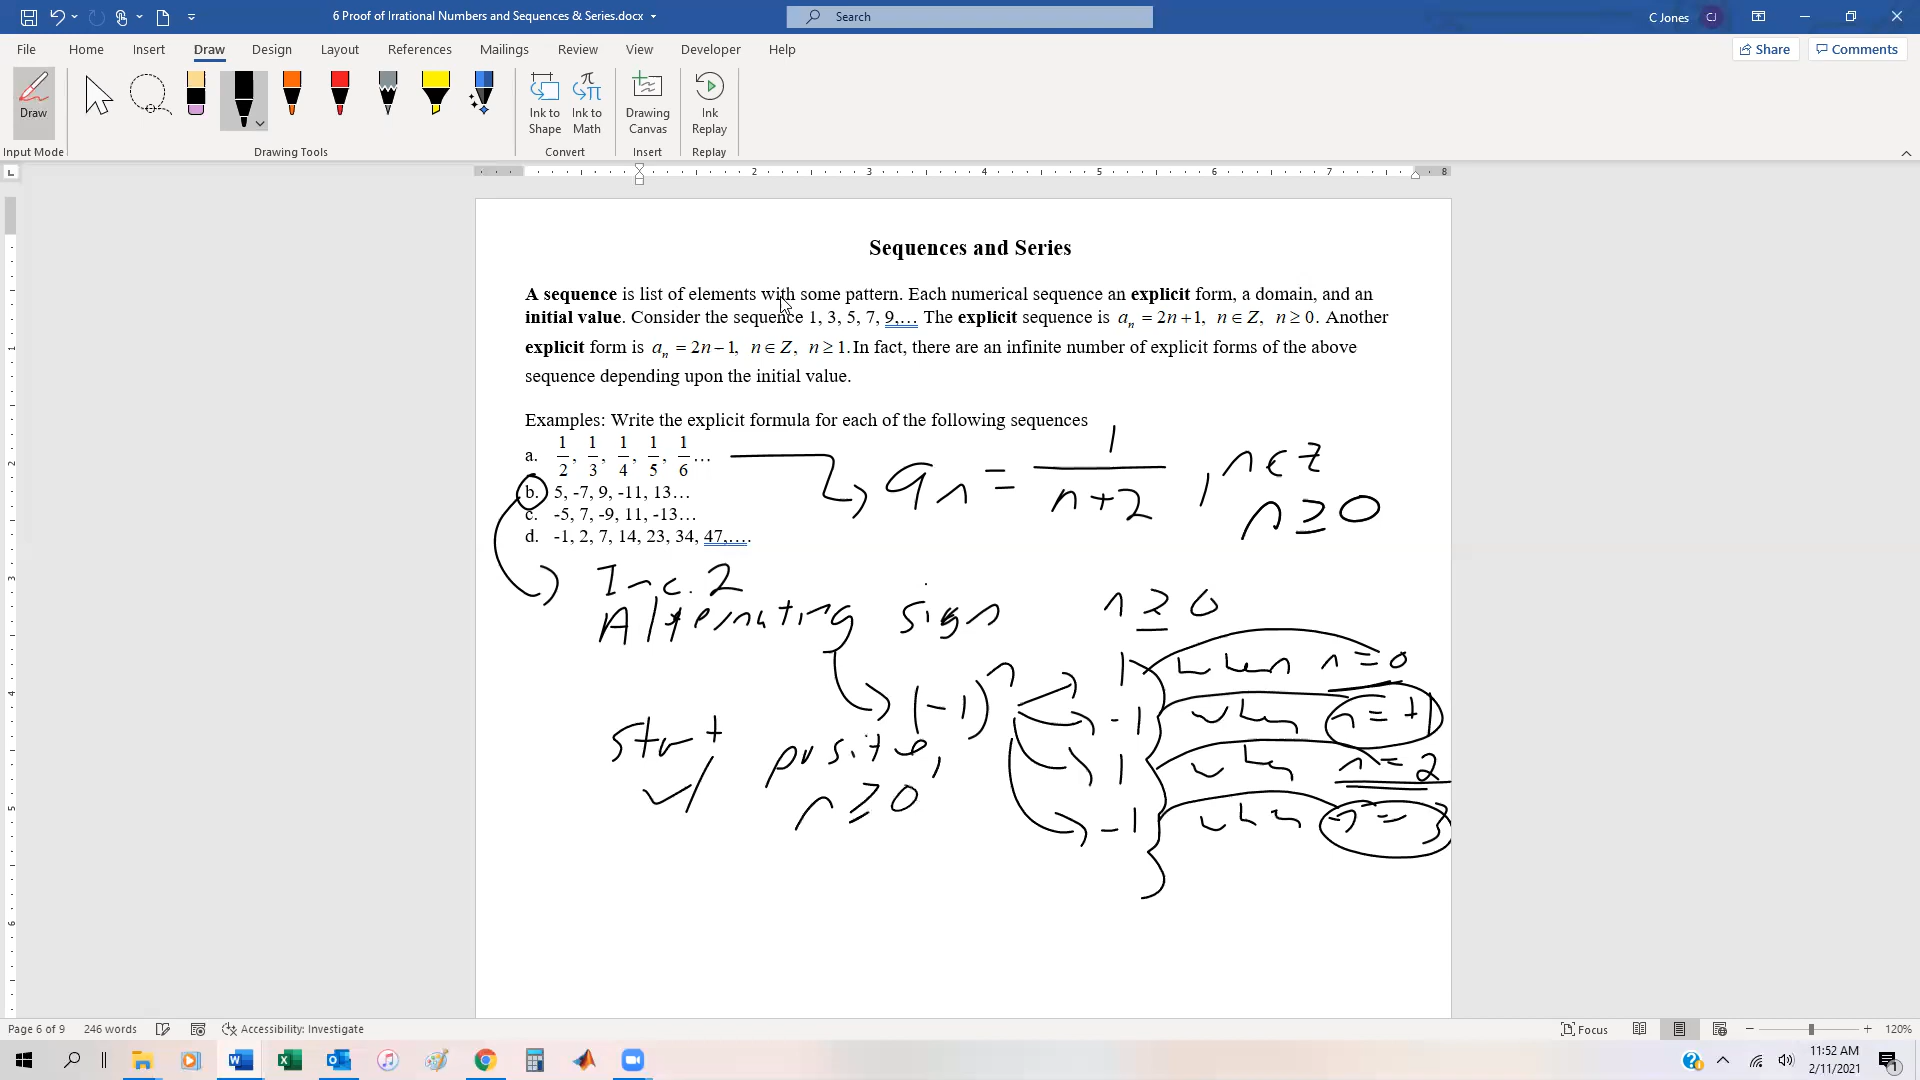 6 Proof of Irrational Numbers and Sequences & Series.docx
Search
C Jones CJ
File Home Insert Draw Design Layout References Mailings Review View Developer Help
Share Comments
Draw
Ink to Shape
Ink to Math
Drawing Canvas
Ink Replay
Input Mode Drawing Tools Convert Insert Replay
2 3 4 5 6 7 8
Sequences and Series
A sequence is list of elements with some pattern. Each numerical sequence an explicit form, a domain, and an
initial value. Consider the sequence 1, 3, 5, 7, 9,… The explicit sequence is aₙ = 2n+1, n∈Z, n≥0. Another
explicit form is aₙ = 2n−1, n∈Z, n≥1. In fact, there are an infinite number of explicit forms of the above
sequence depending upon the initial value.
Examples: Write the explicit formula for each of the following sequences
a. 1/2, 1/3, 1/4, 1/5, 1/6…
an = 1/(n+2), n∈Z
n≥0
b. 5, -7, 9, -11, 13…
c. -5, 7, -9, 11, -13…
d. -1, 2, 7, 14, 23, 34, 47,….
Inc. 2
Alternating sign n≥0
(-1)ⁿ
1 when n=0
-1 when n=+1
1 when n=2
-1 when n=3
start positive,
w/ n≥0
Page 6 of 9 246 words Accessibility: Investigate Focus 120%
11:52 AM
2/11/2021
1